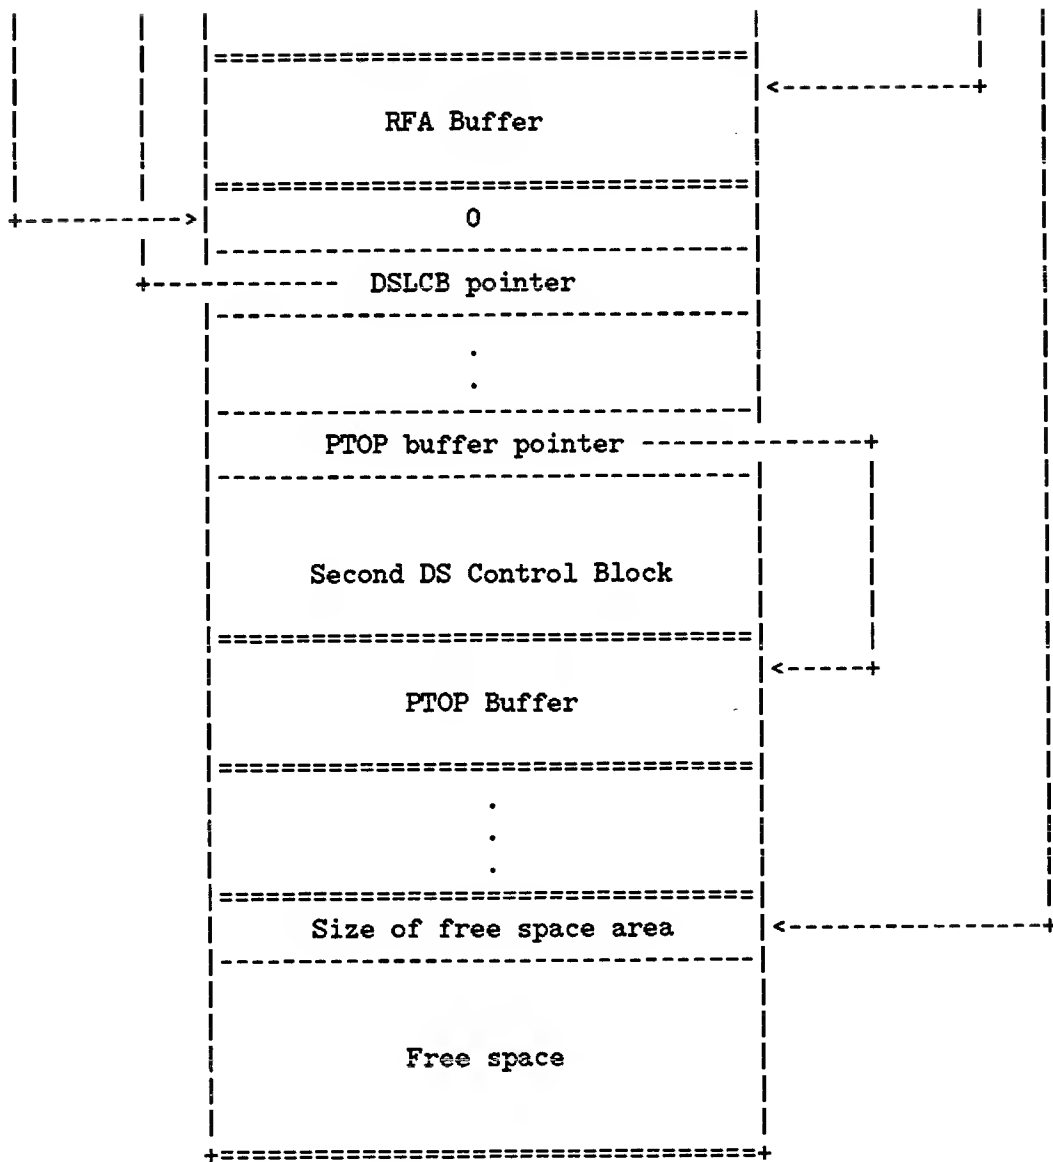 RFA Buffer
0
DSLCB pointer
.
.
PTOP buffer pointer
Second DS Control Block
PTOP Buffer
.
.
.
Size of free space area
Free space